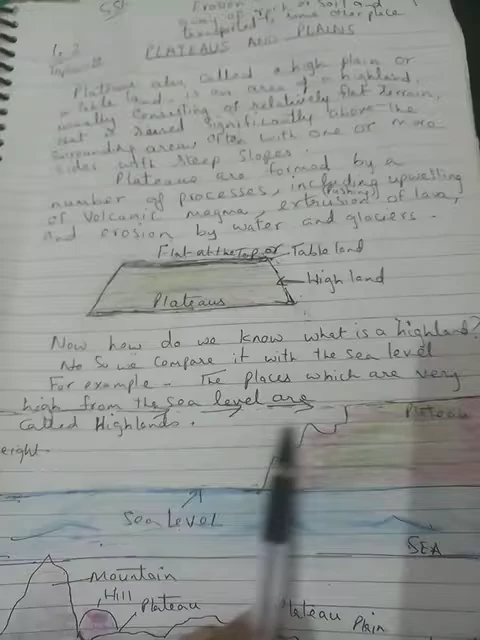 SSt
Erosion
of soil and
transported to some other place
1.2
PLATEAUS AND PLAINS
Plateaus also called a high plain or
a table land, is an area of a highland,
usually consisting of relatively flat terrain,
that is raised significantly above the
surrounding area, often with one or more
sides with steep slopes.
Plateaus are formed by a
number of processes, including upwelling
(Pushing)
of volcanic magma, extrusion of lava,
and erosion by water and glaciers.
Flat at the top or Table land
High land
Plateaus
Now how do we know what is a highland?
So we compare it with the sea level
For example - The places which are very
high from the sea level are
called Highlands.
Plateau
eight.
Sea Level
SEA
Mountain
Hill
Plateau
Plateau Plain